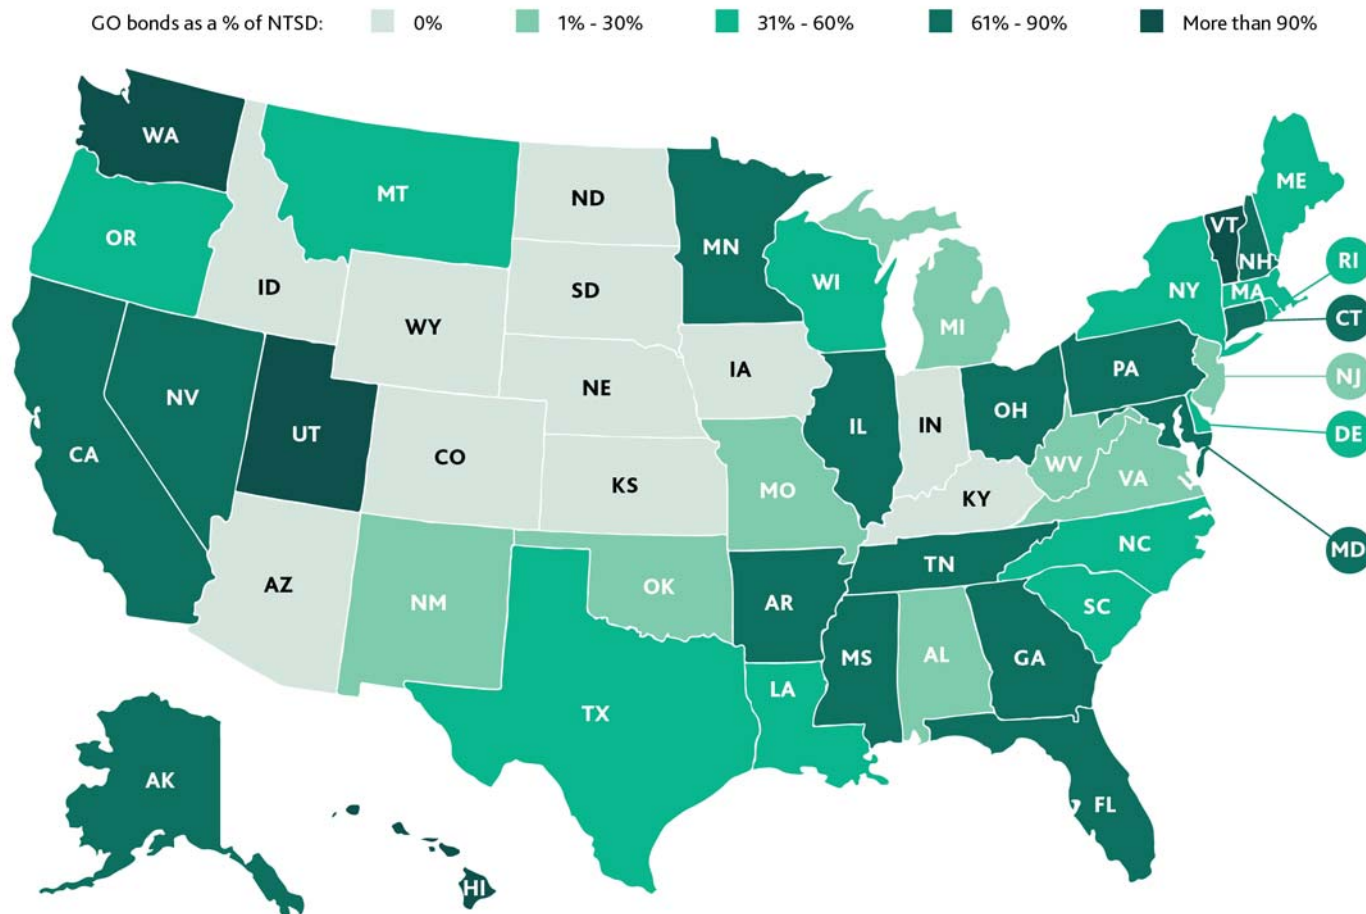 GO bonds as a % of NTSD: 0% 1% - 30% 31% - 60% 61% - 90% More than 90%
WA
MT
ND
ME
OR
MN
VT
NH
ID
SD
WI
NY
MA
RI
WY
MI
CT
IA
PA
NJ
NV
NE
UT
IL
IN
OH
DE
CA
CO
KS
MO
KY
WV
VA
MD
AZ
NM
OK
AR
TN
NC
SC
MS
AL
GA
TX
LA
AK
FL
HI